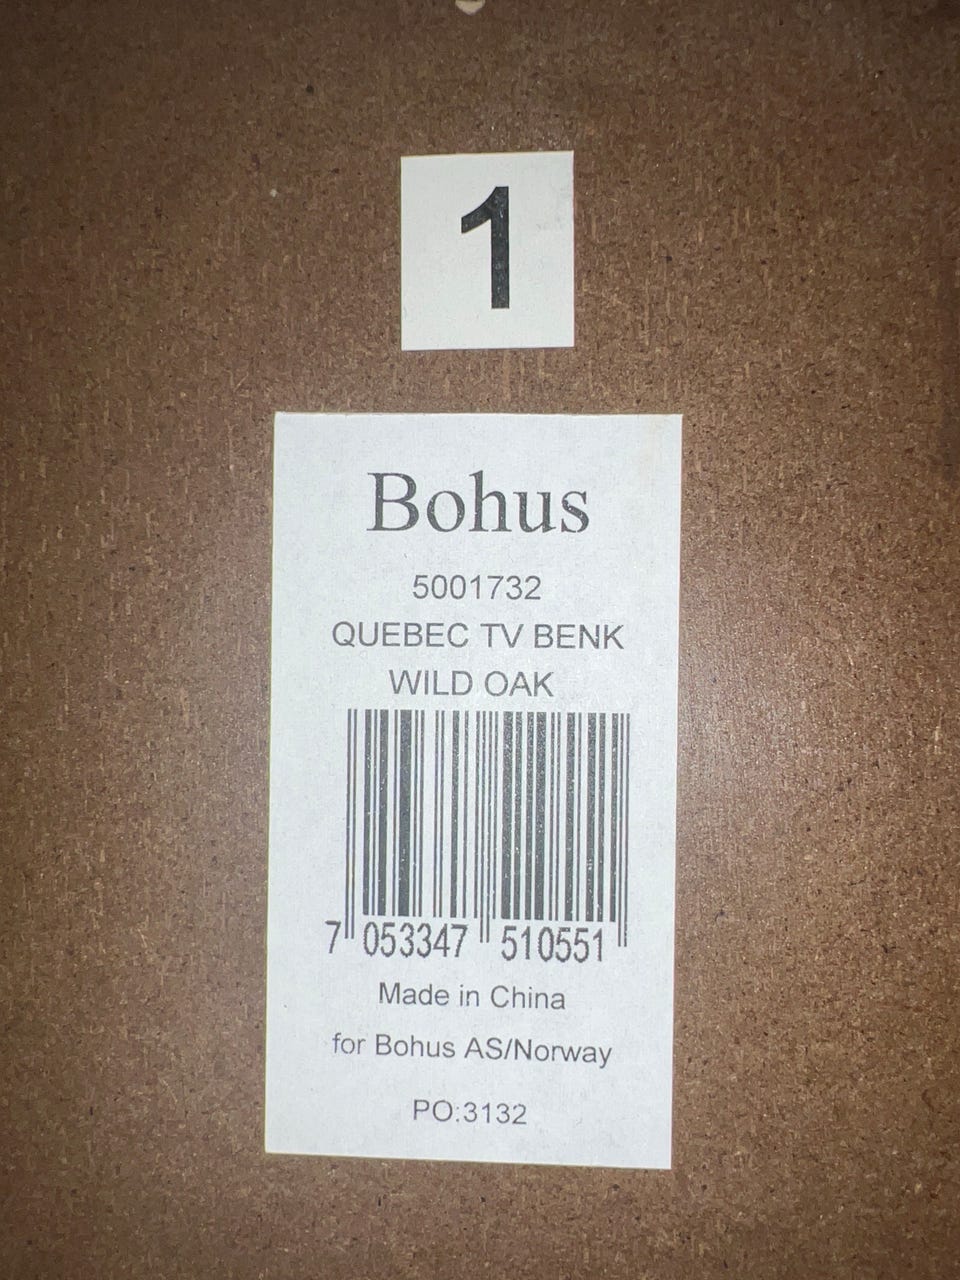 1
Bohus
5001732
QUEBEC TV BENK
WILD OAK
7 053347 510551
Made in China
for Bohus AS/Norway
PO:3132